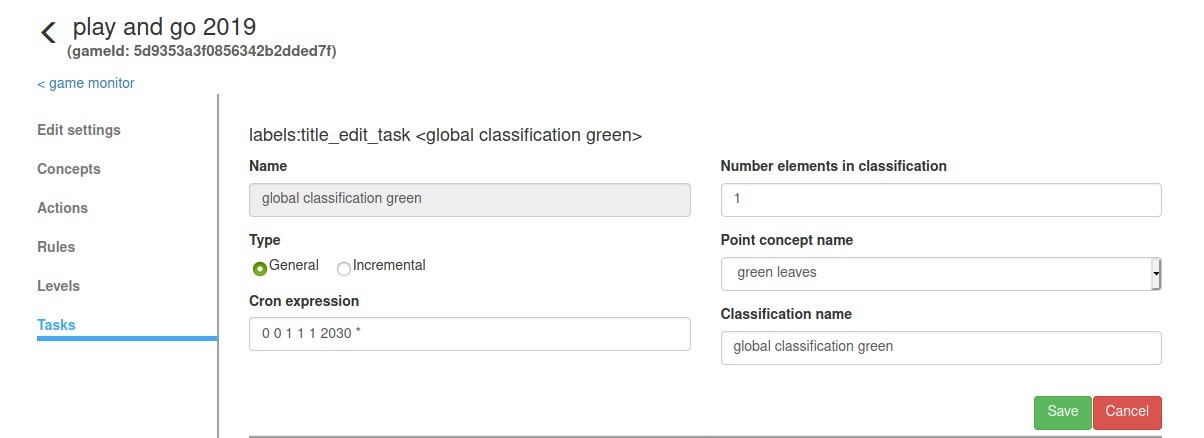 play and go 2019
(gameId: 5d9353a3f0856342b2dded7f)
< game monitor
Edit settings
Concepts
Actions
Rules
Levels
Tasks
labels:title_edit_task <global classification green>
Name
global classification green
Type
General Incremental
Cron expression
0 0 1 1 1 2030 *
Number elements in classification
1
Point concept name
green leaves
Classification name
global classification green
Save Cancel